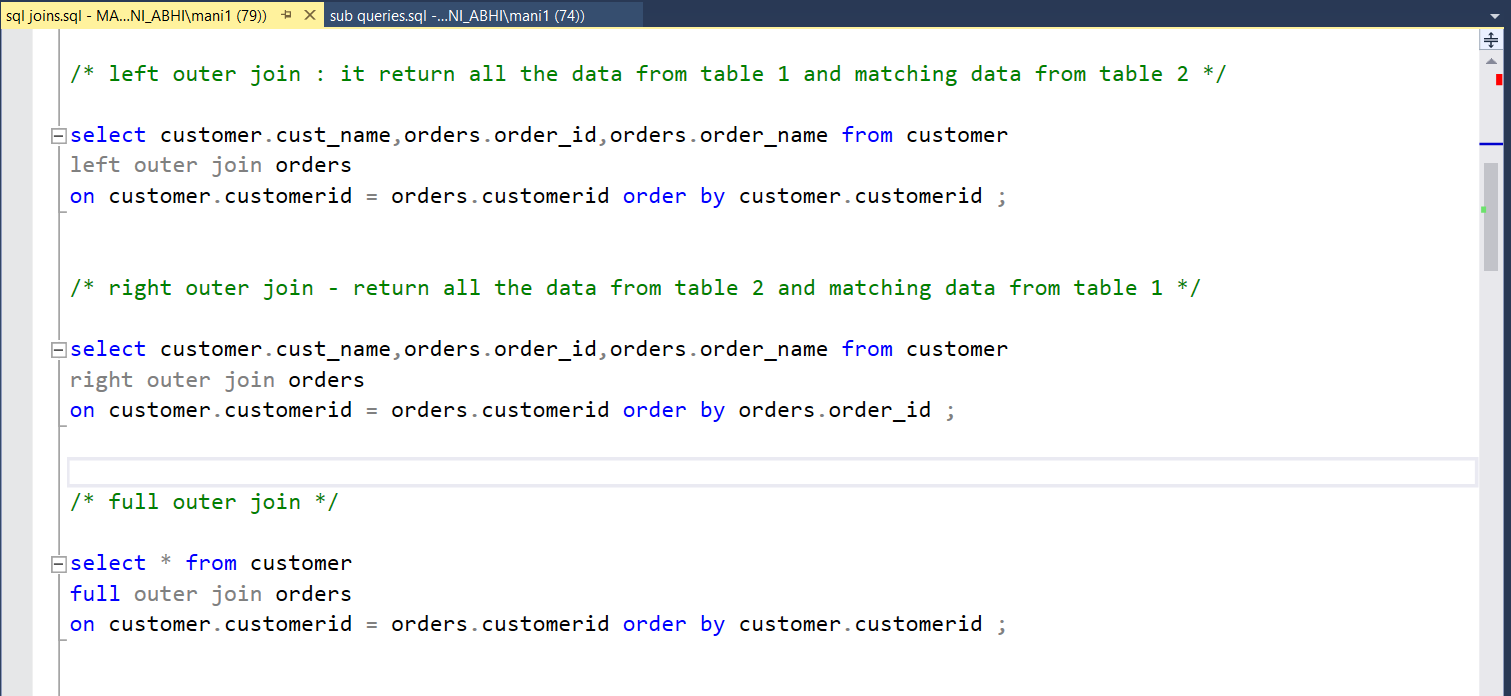 sql joins.sql - MA...NI_ABHI\mani1 (79)) sub queries.sql -...NI_ABHI\mani1 (74))
/* left outer join : it return all the data from table 1 and matching data from table 2 */
select customer.cust_name,orders.order_id,orders.order_name from customer
left outer join orders
on customer.customerid = orders.customerid order by customer.customerid ;
/* right outer join - return all the data from table 2 and matching data from table 1 */
select customer.cust_name,orders.order_id,orders.order_name from customer
right outer join orders
on customer.customerid = orders.customerid order by orders.order_id ;
/* full outer join */
select * from customer
full outer join orders
on customer.customerid = orders.customerid order by customer.customerid ;